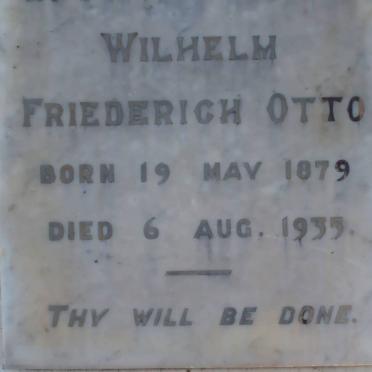 WILHELM
FRIEDERICH OTTO
BORN 19 MAY 1879
DIED 6 AUG. 1935.
THY WILL BE DONE.